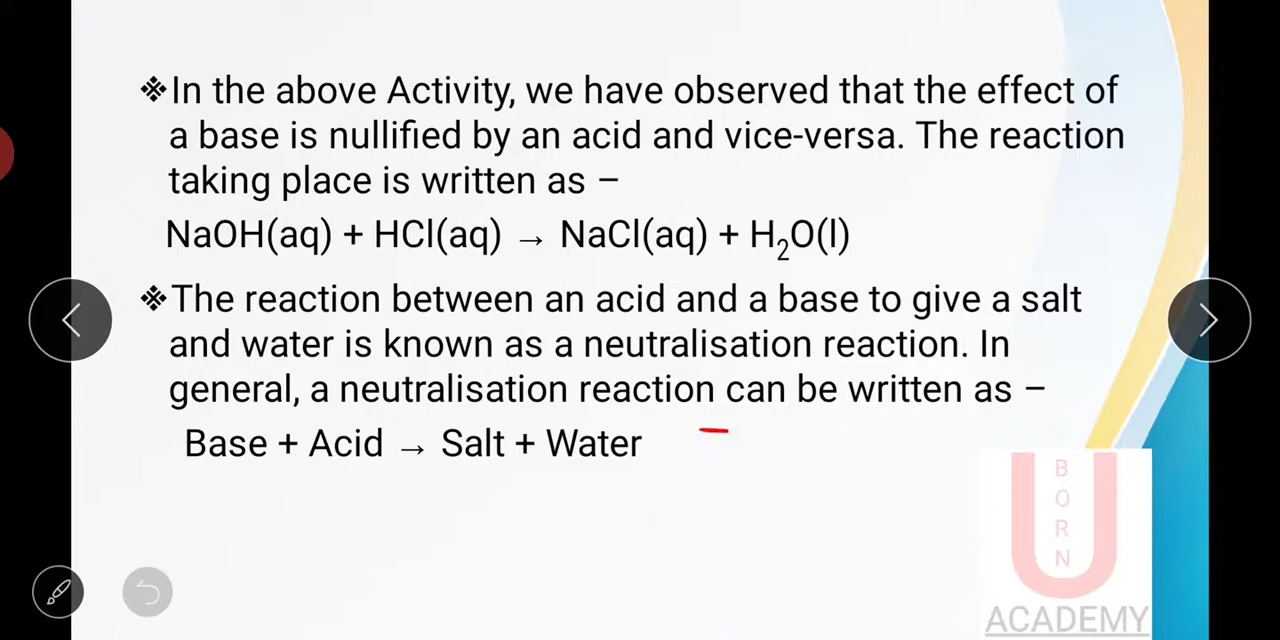 ❖In the above Activity, we have observed that the effect of
a base is nullified by an acid and vice-versa. The reaction
taking place is written as –
NaOH(aq) + HCl(aq) → NaCl(aq) + H₂O(l)
❖The reaction between an acid and a base to give a salt
and water is known as a neutralisation reaction. In
general, a neutralisation reaction can be written as –
Base + Acid → Salt + Water
U
BORN
ACADEMY